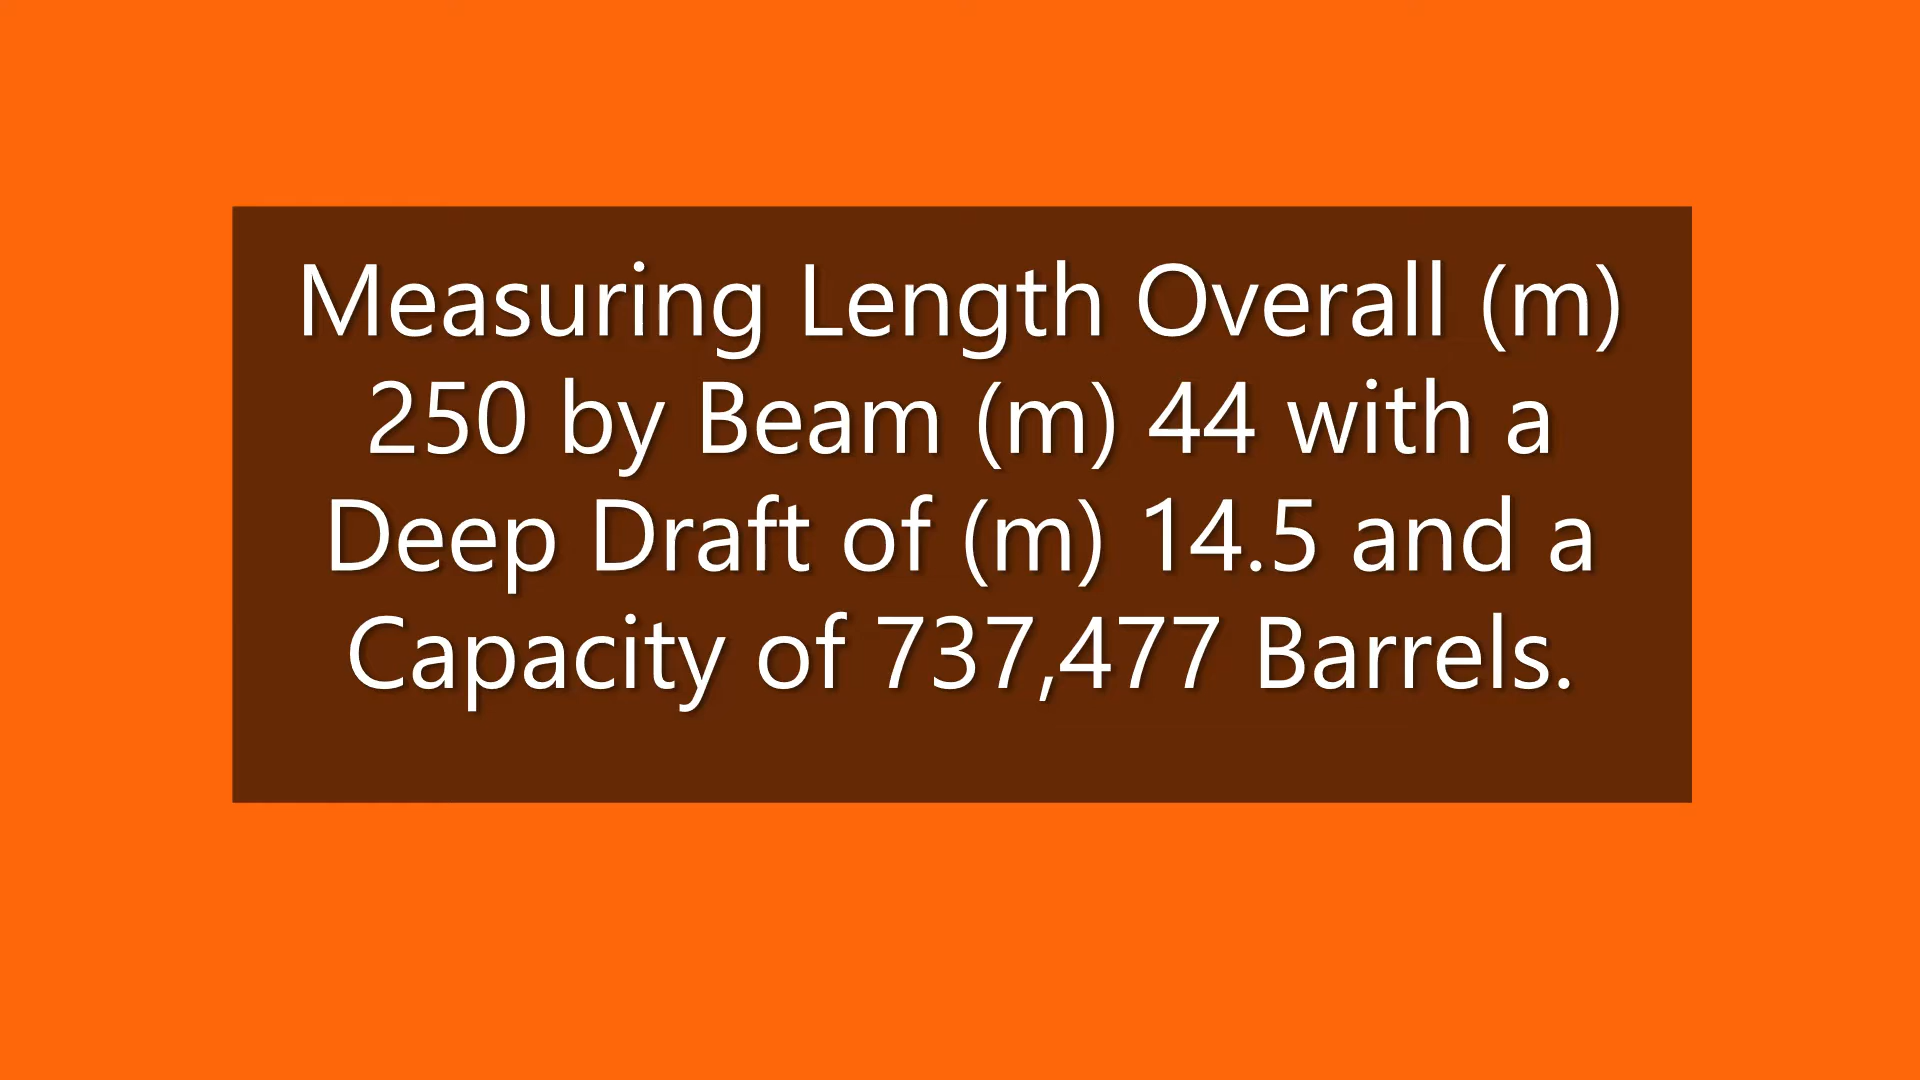 Measuring Length Overall (m)
250 by Beam (m) 44 with a
Deep Draft of (m) 14.5 and a
Capacity of 737,477 Barrels.